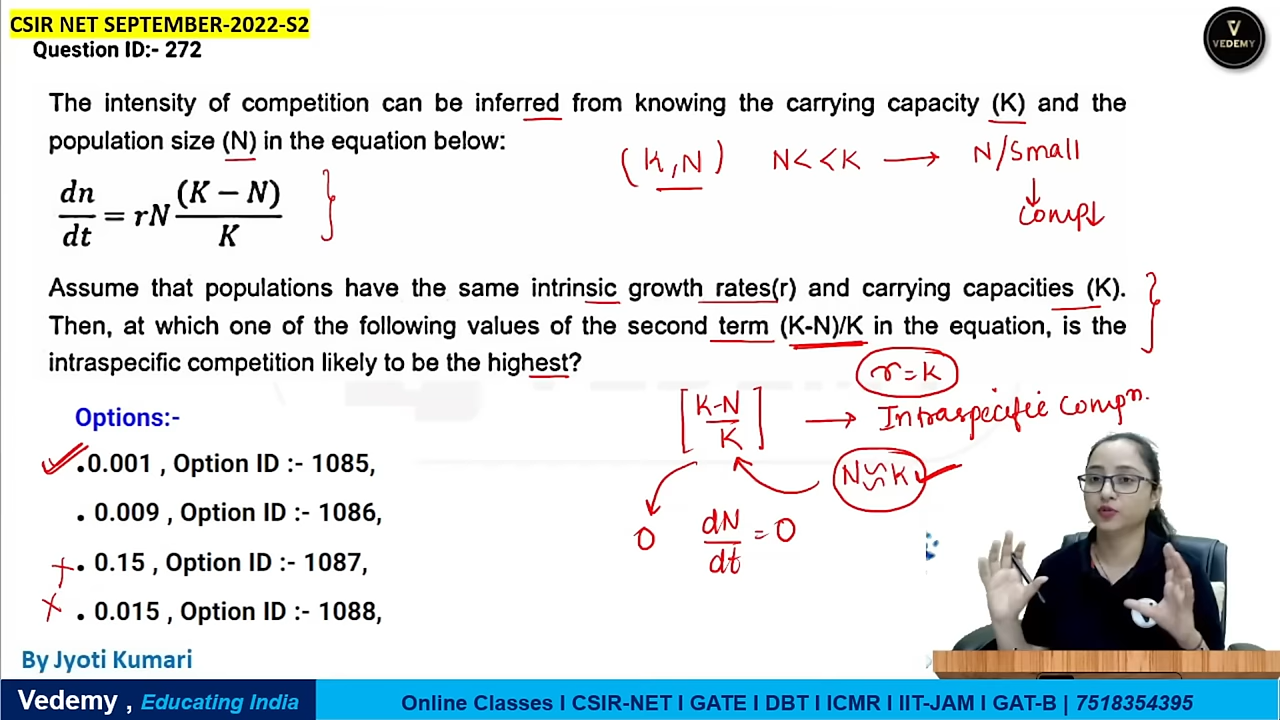 CSIR NET SEPTEMBER-2022-S2
Question ID:- 272
V
VEDEMY
The intensity of competition can be inferred from knowing the carrying capacity (K) and the
population size (N) in the equation below:
(K,N) N<<K → N/Small
↓
Comp↓
dn/dt = rN (K − N)/K }
Assume that populations have the same intrinsic growth rates(r) and carrying capacities (K).
Then, at which one of the following values of the second term (K-N)/K in the equation, is the
intraspecific competition likely to be the highest?
r=K
[K-N/K] → Intraspecific Compn.
N≈K ✓
0 dN/dt = 0
Options:-
✓ .0.001 , Option ID :- 1085,
. 0.009 , Option ID :- 1086,
x . 0.15 , Option ID :- 1087,
x . 0.015 , Option ID :- 1088,
By Jyoti Kumari
Vedemy , Educating India
Online Classes I CSIR-NET I GATE I DBT I ICMR I IIT-JAM I GAT-B | 7518354395